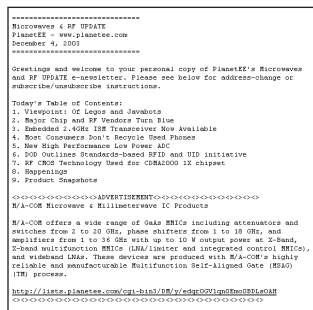 ==============================
Microwaves & RF UPDATE
PlanetEE - www.planetee.com
December 4, 2003
==============================
Greetings and welcome to your personal copy of PlanetEE's Microwaves
and RF UPDATE e-newsletter. Please see below for address-change or
subscribe/unsubscribe instructions.
Today's Table of Contents:
1. Viewpoint: Of Legos and Javabots
2. Major Chip and RF Vendors Turn Blue
3. Embedded 2.4GHz ISM Transceiver Now Available
4. Most Consumers Don't Recycle Used Phones
5. New High Performance Low Power ADC
6. DOD Outlines Standards-based RFID and UID initiative
7. RF CMOS Technology Used for CDMA2000 1X chipset
8. Happenings
9. Product Snapshots
<><><><><><><><>ADVERTISEMENT<><><><><><><><><><><><>
M/A-COM Microwave & Millimeterwave IC Products
M/A-COM offers a wide range of GaAs MMICs including attenuators and
switches from 2 to 20 GHz, phase shifters from 1 to 18 GHz, and
amplifiers from 1 to 36 GHz with up to 10 W output power at X-Band,
X-band multifunction MMICs (LNA/limiter and integrated control MMICs),
and wideband LNAs. These devices are produced with M/A-COM's highly
reliable and manufacturable Multifunction Self-Aligned Gate (MSAG)
(TM) process.
http://lists.planetee.com/cgi-bin3/DM/y/edqr0GVlqn0Emo0BDLs0AH
<><><><><><><><><><><><><><><><><><><><><><><><><><>